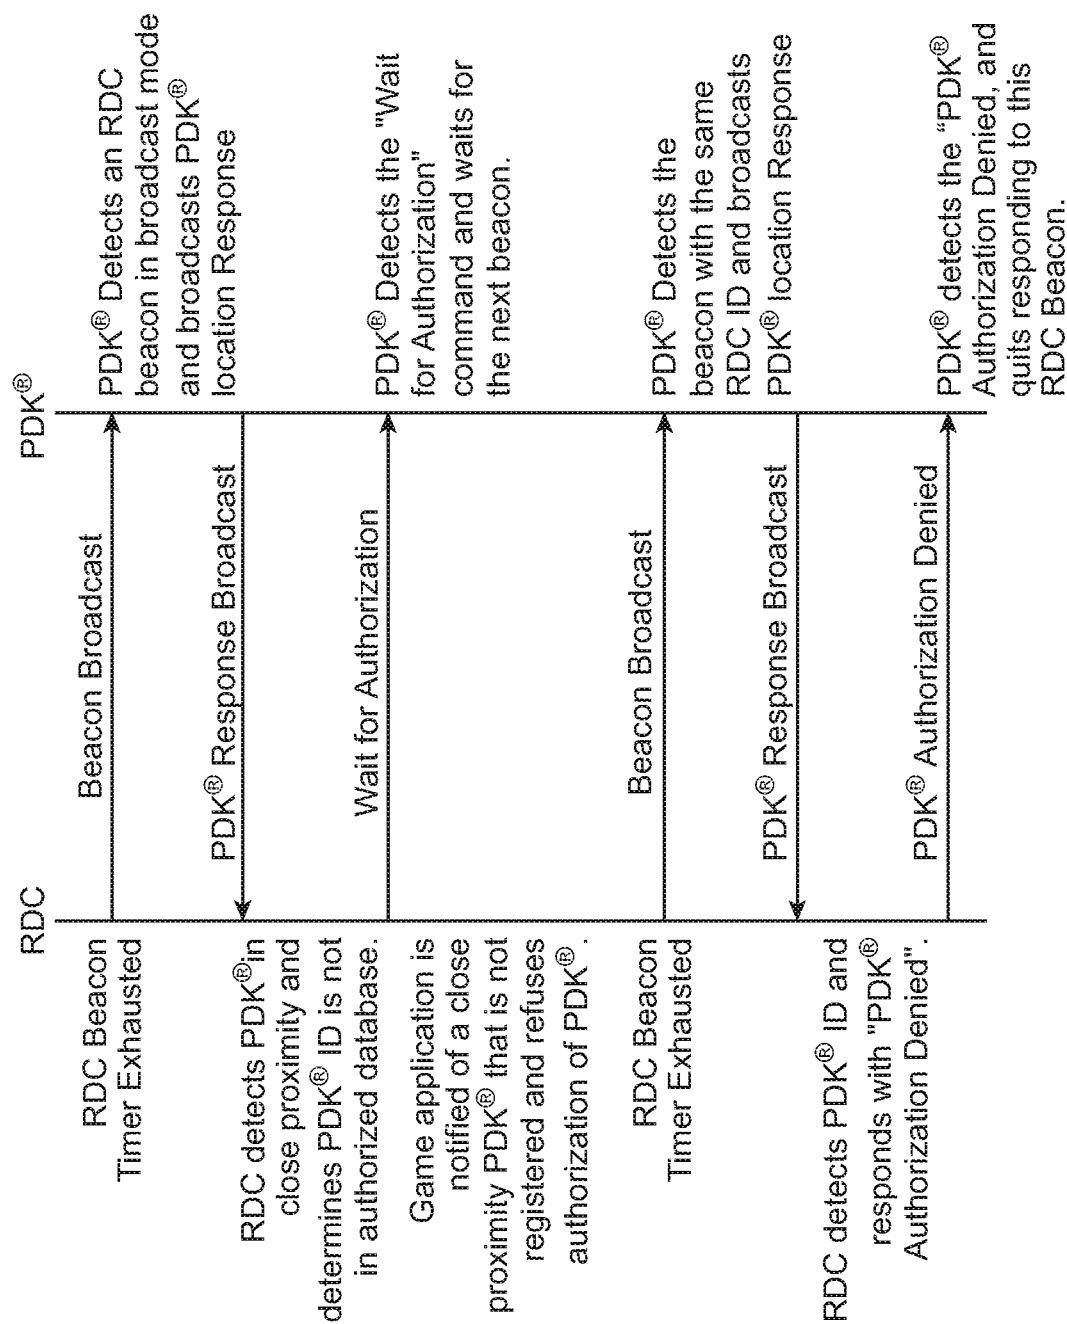 RDC
PDK®
RDC Beacon
Timer Exhausted
Beacon Broadcast
PDK® Detects an RDC
beacon in broadcast mode
and broadcasts PDK®
location Response
PDK® Response Broadcast
RDC detects PDK®in
close proximity and
determines PDK® ID is not
in authorized database.
Wait for Authorization
PDK® Detects the "Wait
for Authorization"
command and waits for
the next beacon.
Game application is
notified of a close
proximity PDK® that is not
registered and refuses
authorization of PDK®.
RDC Beacon
Timer Exhausted
Beacon Broadcast
PDK® Detects the
beacon with the same
RDC ID and broadcasts
PDK® location Response
PDK® Response Broadcast
RDC detects PDK® ID and
responds with "PDK®
Authorization Denied".
PDK® Authorization Denied
PDK® detects the “PDK®
Authorization Denied, and
quits responding to this
RDC Beacon.